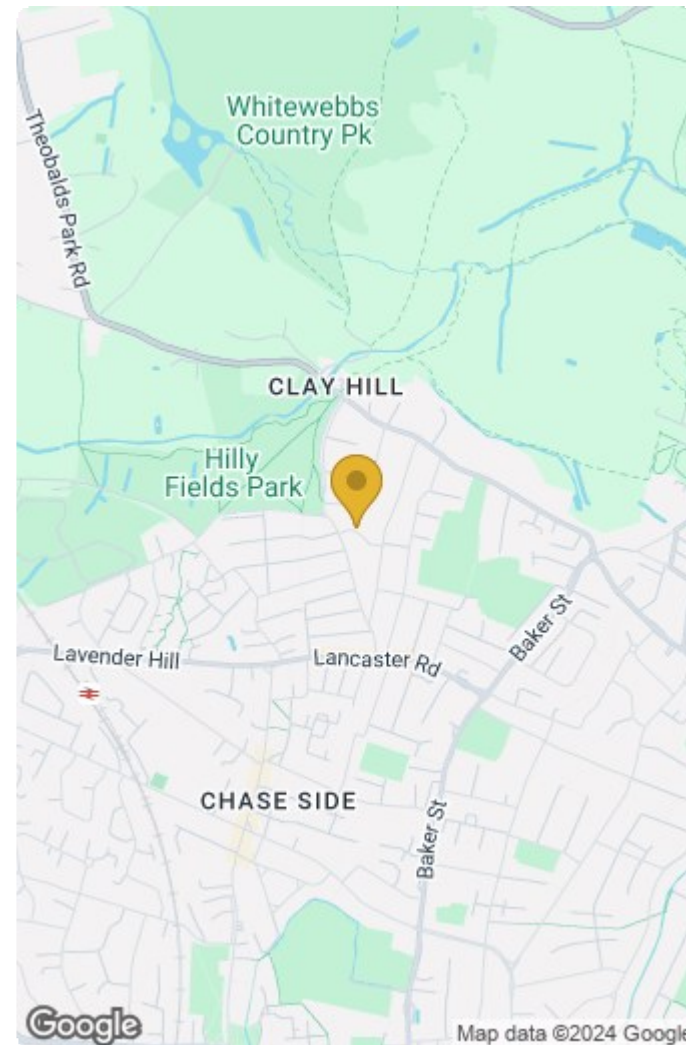 Whitewebbs
Country Pk
Theobalds Park Rd
CLAY HILL
Hilly
Fields Park
Baker St
Lavender Hill
Lancaster Rd
CHASE SIDE
Baker St
Google
Map data ©2024 Google